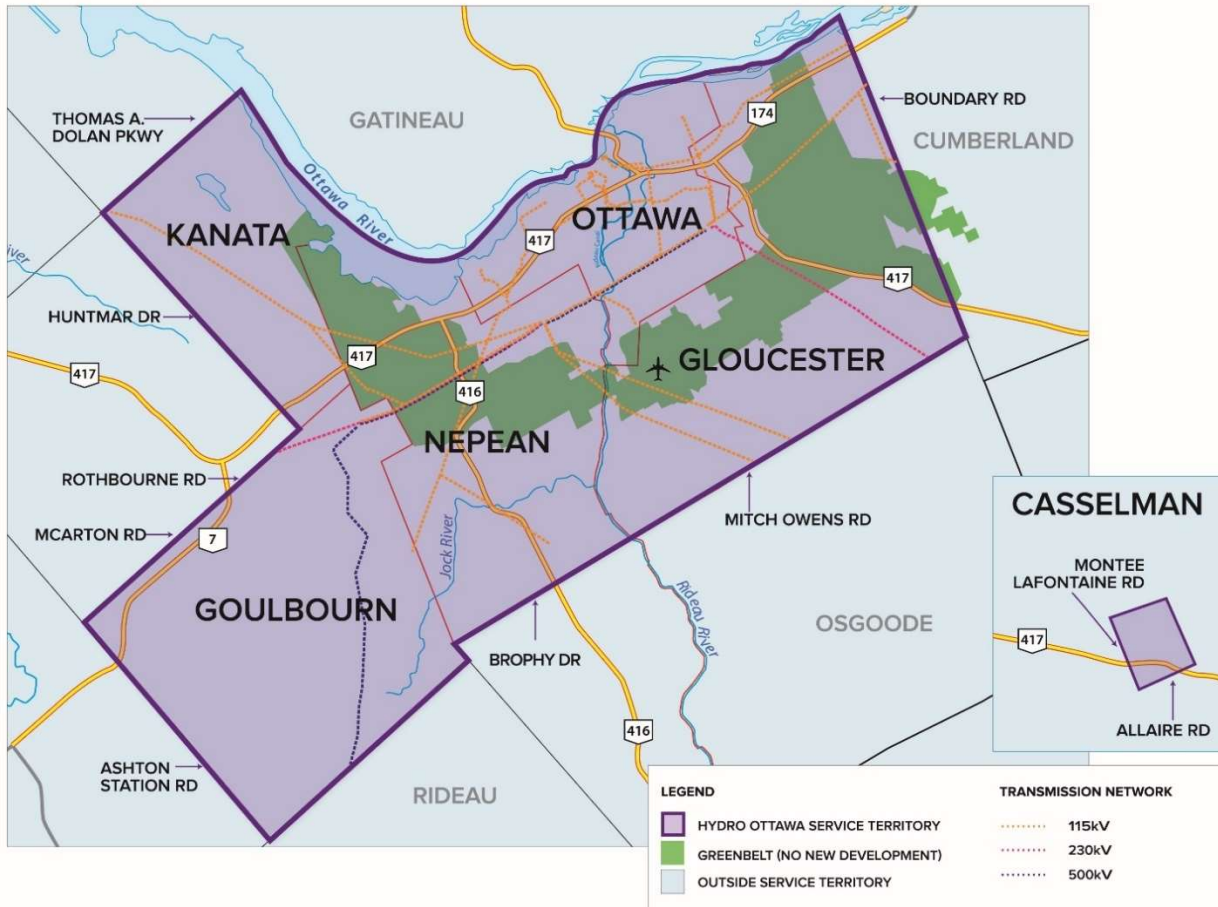 THOMAS A.
DOLAN PKWY
GATINEAU
174
BOUNDARY RD
CUMBERLAND
Ottawa River
KANATA
OTTAWA
417
River
HUNTMAR DR
417
417
417
416
GLOUCESTER
NEPEAN
ROTHBOURNE RD
MCARTON RD
7
Jock River
MITCH OWENS RD
GOULBOURN
Rideau River
OSGOODE
BROPHY DR
416
ASHTON
STATION RD
RIDEAU
CASSELMAN
MONTEE
LAFONTAINE RD
417
ALLAIRE RD
LEGEND
HYDRO OTTAWA SERVICE TERRITORY
GREENBELT (NO NEW DEVELOPMENT)
OUTSIDE SERVICE TERRITORY
TRANSMISSION NETWORK
115kV
230kV
500kV